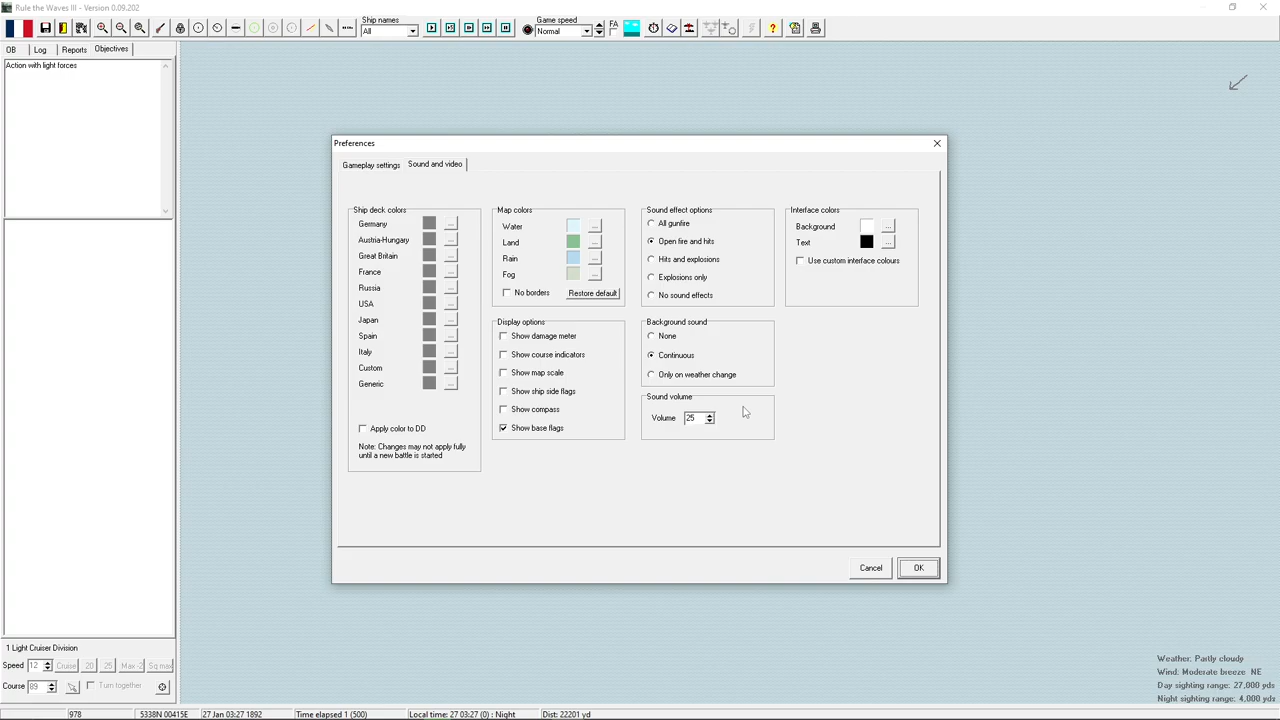 Rule the Waves III - Version 0.09.202
Ship names
All
Game speed
Normal
FA
OB
Log
Reports
Objectives
Action with light forces
Preferences
Gameplay settings
Sound and video
Ship deck colors
Germany
Austria-Hungary
Great Britain
France
Russia
USA
Japan
Spain
Italy
Custom
Generic
Apply color to DD
Note: Changes may not apply fully
until a new battle is started
Map colors
Water
Land
Rain
Fog
No borders
Restore default
Display options
Show damage meter
Show course indicators
Show map scale
Show ship side flags
Show compass
Show base flags
Sound effect options
All gunfire
Open fire and hits
Hits and explosions
Explosions only
No sound effects
Background sound
None
Continuous
Only on weather change
Sound volume
Volume 25
Interface colors
Background
Text
Use custom interface colours
Cancel
OK
1 Light Cruiser Division
Speed 12 Cruise 20 25 Max -2 Sq max
Course 89 Turn together
Weather: Partly cloudy
Wind: Moderate breeze NE
Day sighting range: 27,000 yds
Night sighting range: 4,000 yds
978
5338N 00415E
27 Jan 03:27 1892
Time elapsed 1 (500)
Local time: 27 03:27 (0) : Night
Dist: 22201 yd